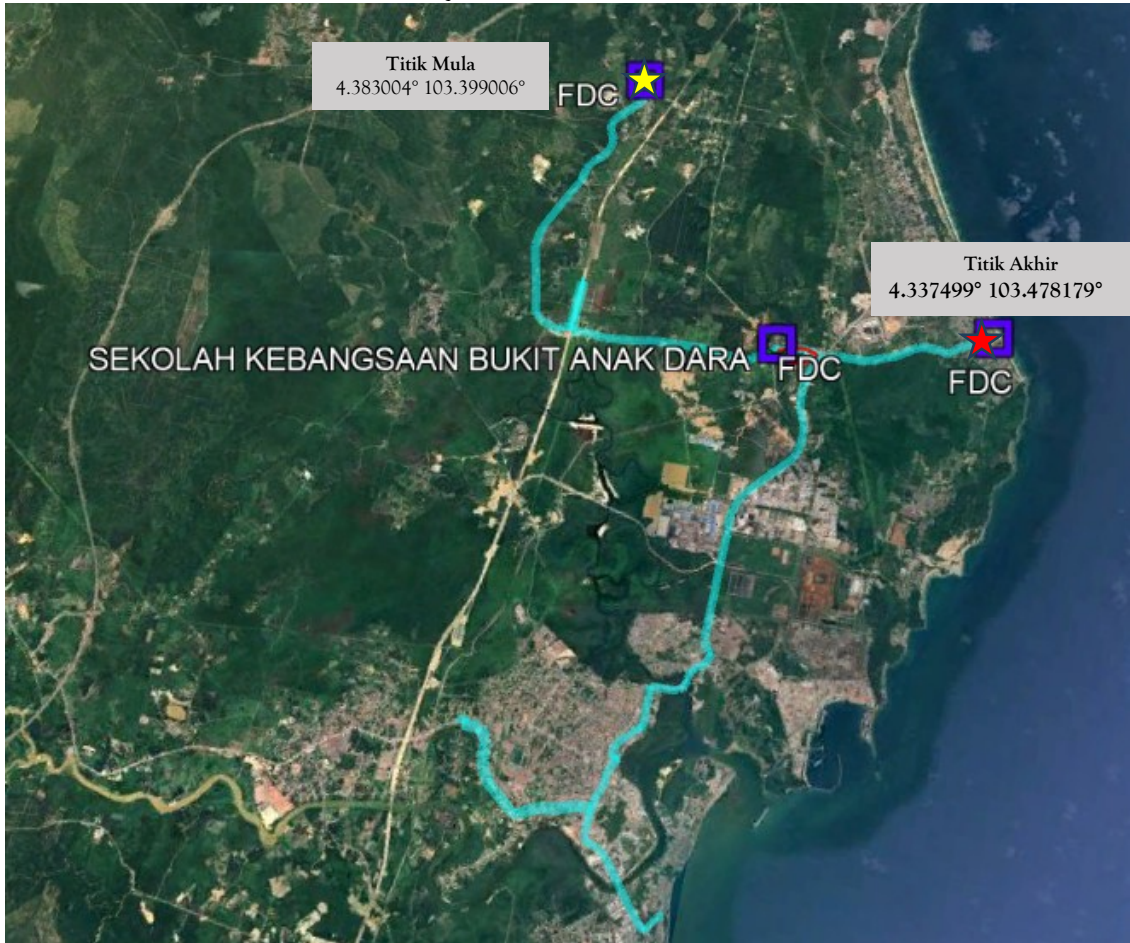 Titik Mula
4.383004° 103.399006°
FDC
Titik Akhir
4.337499° 103.478179°
SEKOLAH KEBANGSAAN BUKIT ANAK DARA
FDC
FDC